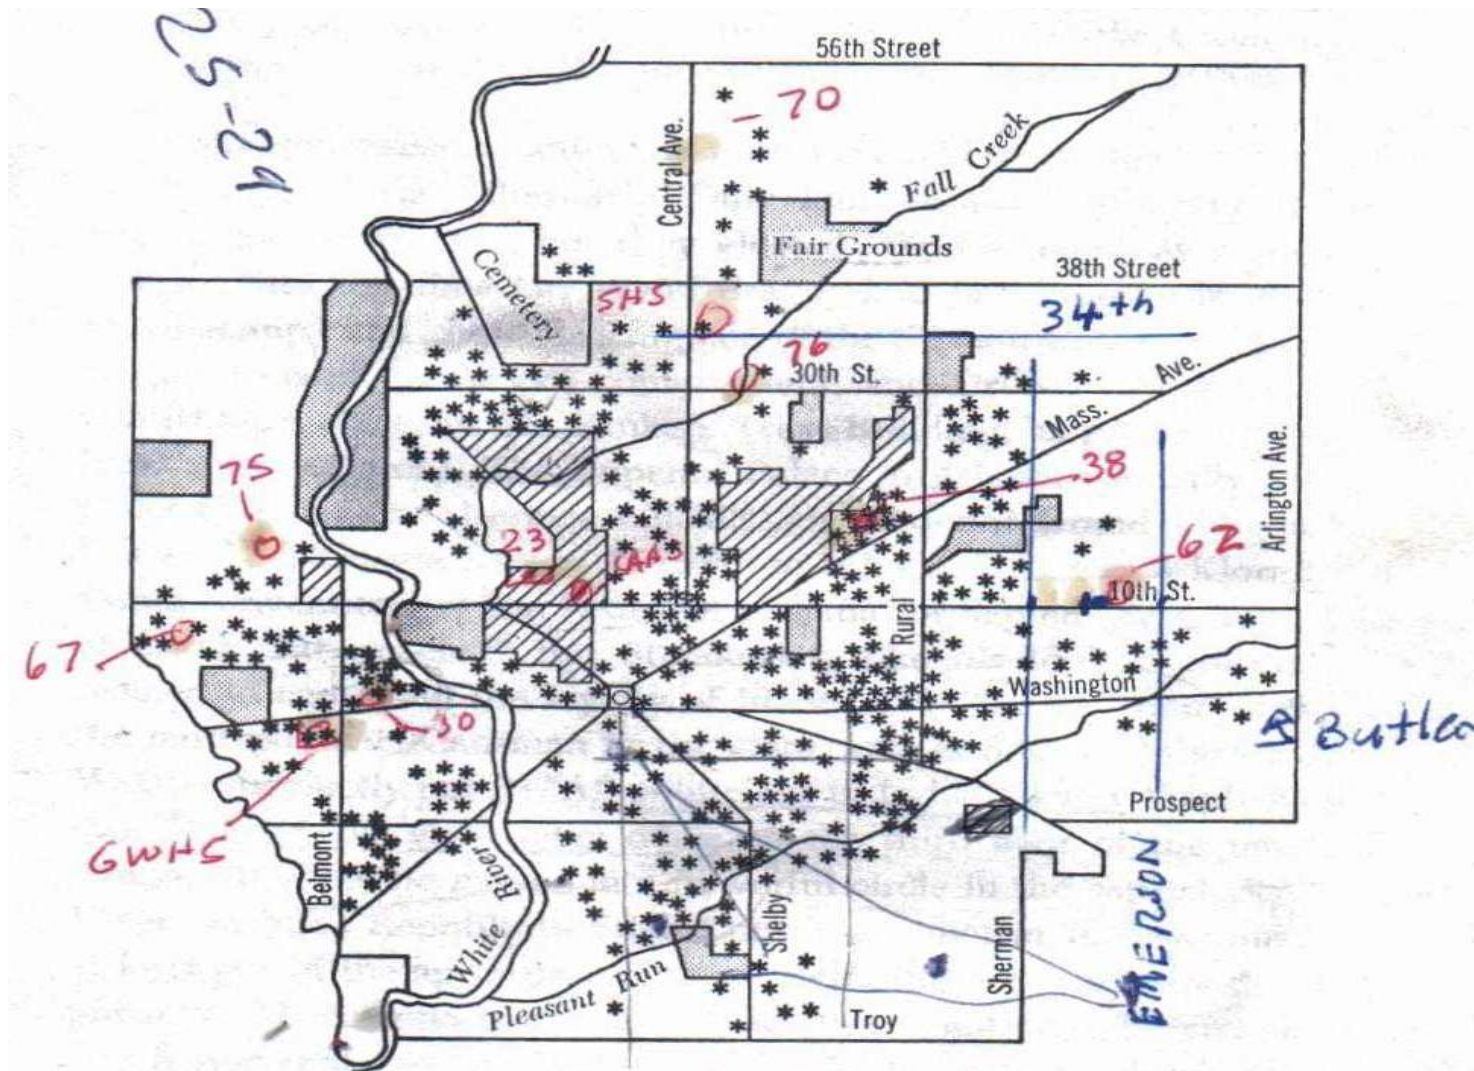 25-29
56th Street
70
Central Ave.
Fall Creek
Fair Grounds
Cemetery
38th Street
SHS
34th
76
30th St.
Mass. Ave.
75
38
Arlington Ave.
23
CAAS
62
10th St.
Rural
67
Washington
30
Butler
GWHS
Prospect
Belmont
White River
Shelby
Sherman
EMERSON
Pleasant Run
Troy